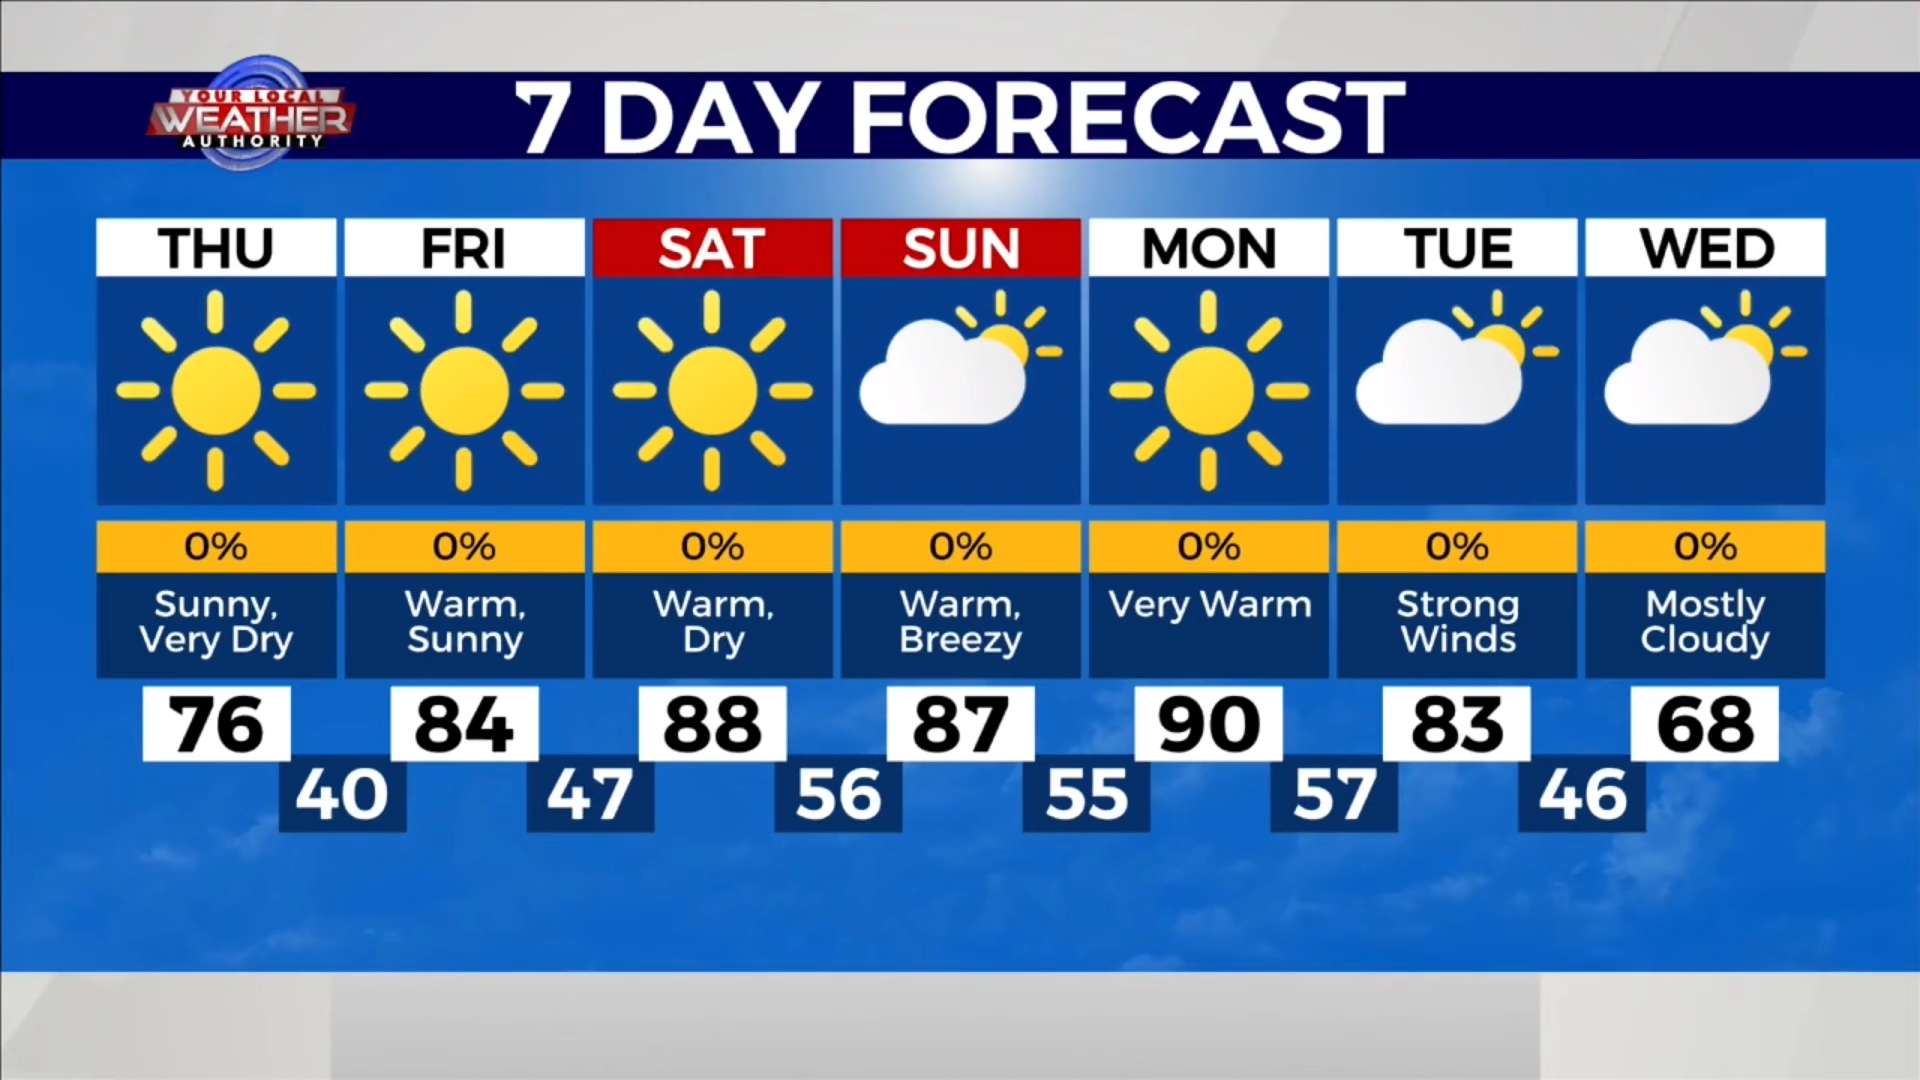 YOUR LOCAL
WEATHER
AUTHORITY
7 DAY FORECAST
THU FRI SAT SUN MON TUE WED
0% 0% 0% 0% 0% 0% 0%
Sunny, Warm, Warm, Warm, Very Warm Strong Mostly
Very Dry Sunny Dry Breezy Winds Cloudy
76 84 88 87 90 83 68
40 47 56 55 57 46